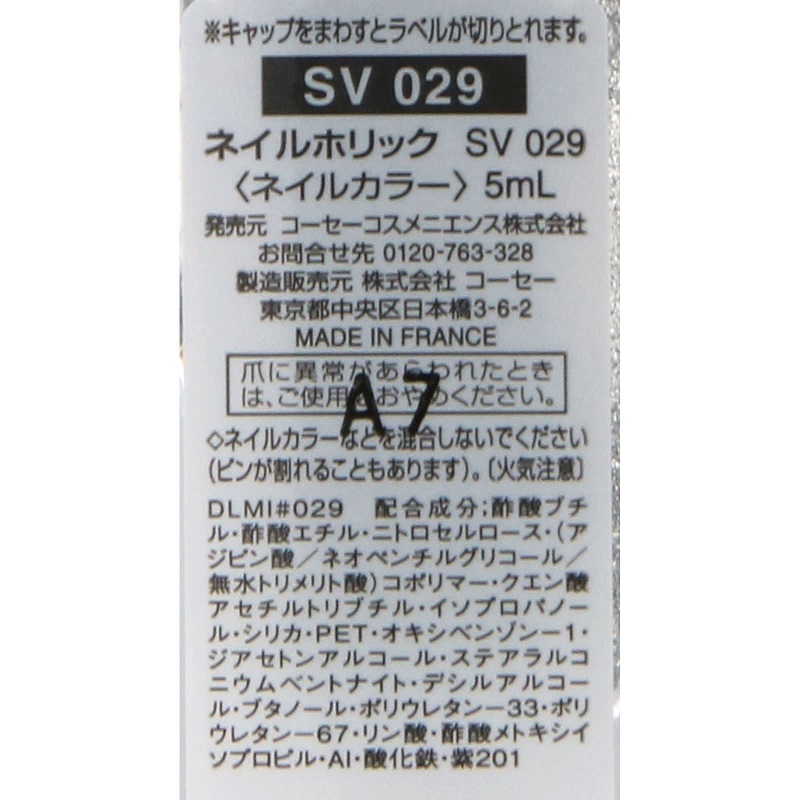 ※キャップをまわすとラベルが切りとれます。
SV 029
ネイルホリック SV 029
〈ネイルカラー〉5mL
発売元 コーセーコスメニエンス株式会社
お問合せ先 0120-763-328
製造販売元 株式会社 コーセー
東京都中央区日本橋3-6-2
MADE IN FRANCE
爪に異常があらわれたとき
は、ご使用をおやめください。
A7
◇ネイルカラーなどを混合しないでください
(ビンが割れることもあります)。〔火気注意〕
DLMI#029 配合成分;酢酸ブチ
ル・酢酸エチル・ニトロセルロース・(ア
ジピン酸/ネオペンチルグリコール/
無水トリメリト酸)コポリマー・クエン酸
アセチルトリブチル・イソプロパノー
ル・シリカ・PET・オキシベンゾン-1・
ジアセトンアルコール・ステアラルコ
ニウムベントナイト・デシルアルコー
ル・ブタノール・ポリウレタン-33・ポリ
ウレタン-67・リン酸・酢酸メトキシイ
ソプロピル・Al・酸化鉄・紫201